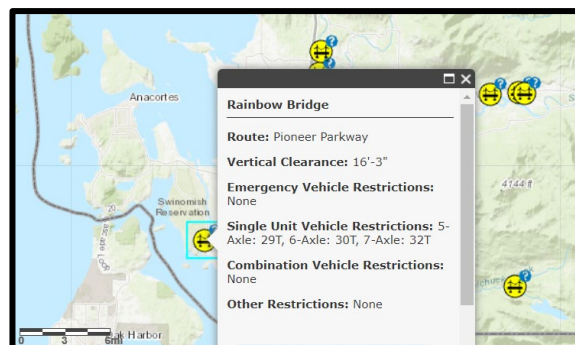 Anacortes
Swinomish
Reservation
Rainbow Bridge
Route: Pioneer Parkway
Vertical Clearance: 16'-3"
Emergency Vehicle Restrictions:
None
Single Unit Vehicle Restrictions: 5-
Axle: 29T, 6-Axle: 30T, 7-Axle: 32T
Combination Vehicle Restrictions:
None
Other Restrictions: None
4144 ft
ak Harbor
0 3 6mi